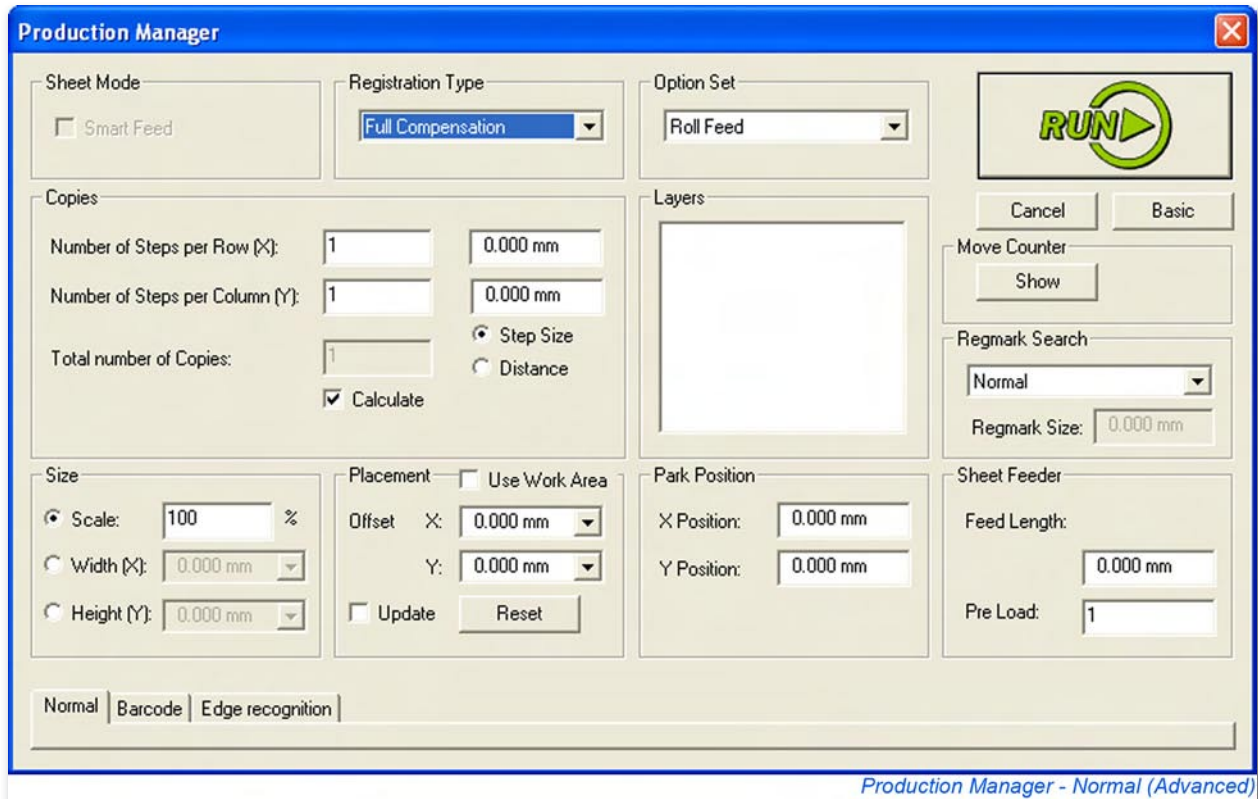 Production Manager
Sheet Mode
Smart Feed
Registration Type
Full Compensation
Option Set
Roll Feed
RUN
Cancel
Basic
Copies
Number of Steps per Row (X):
1
0.000 mm
Number of Steps per Column (Y):
1
0.000 mm
Step Size
Distance
Total number of Copies:
1
Calculate
Layers
Move Counter
Show
Regmark Search
Normal
Regmark Size:
0.000 mm
Size
Scale:
100
%
Width (X):
0.000 mm
Height (Y):
0.000 mm
Placement
Use Work Area
Offset X:
0.000 mm
Y:
0.000 mm
Update
Reset
Park Position
X Position:
0.000 mm
Y Position:
0.000 mm
Sheet Feeder
Feed Length:
0.000 mm
Pre Load:
1
Normal
Barcode
Edge recognition
Production Manager - Normal (Advanced)